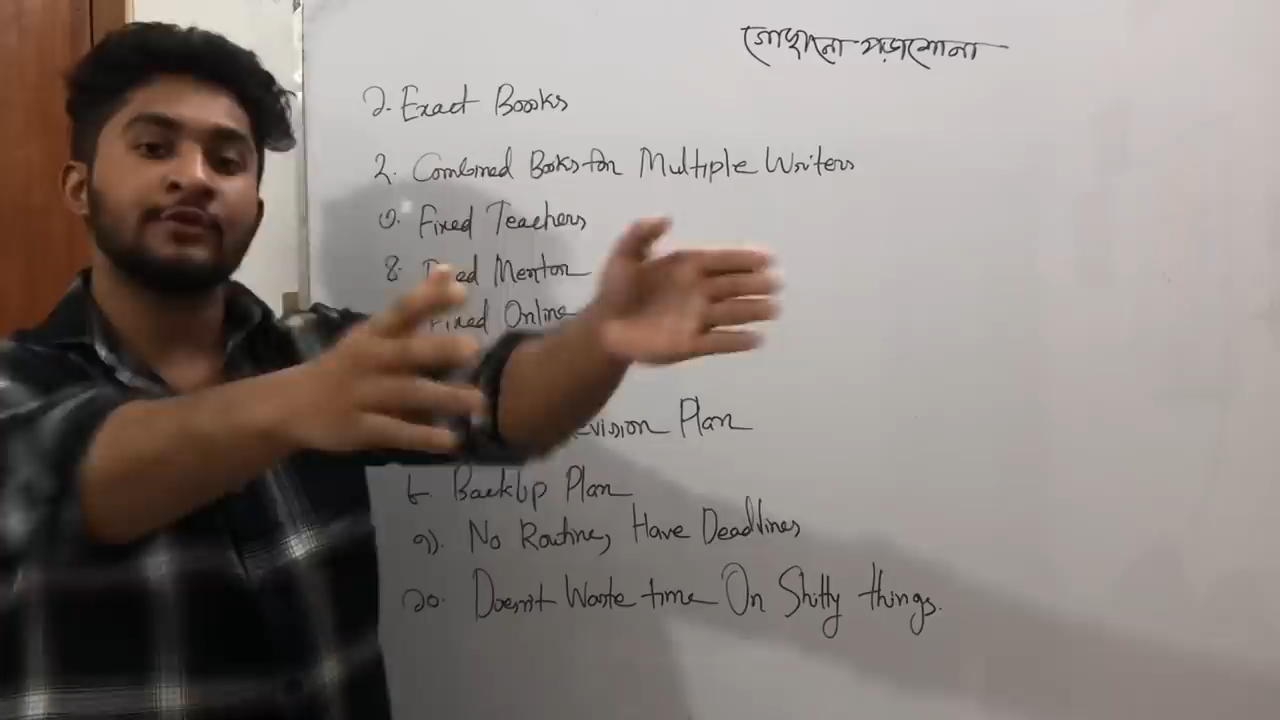 গোছানো পড়াশোনা
১. Exact Books
২. Combined Books for Multiple Writers
৩. Fixed Teachers
৪. Mentor
Fixed Online
Plan
৮. BackUp Plan
৯). No Routine, Have Deadlines
১০. Doesn't Waste time On Shitty things.